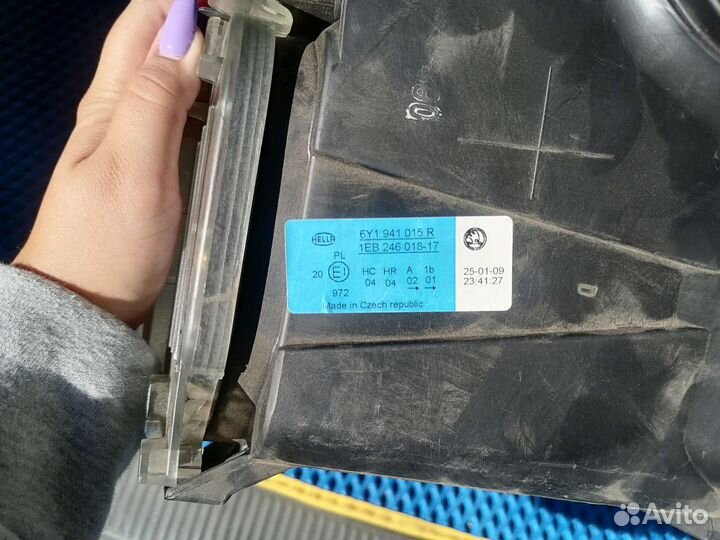 HELLA
6Y1 941 015 R
1EB 246 018-17
PL
20 E1 HC HR A 1b
04 04 02 01
972
Made in Czech republic
25-01-09
23:41:27
Avito